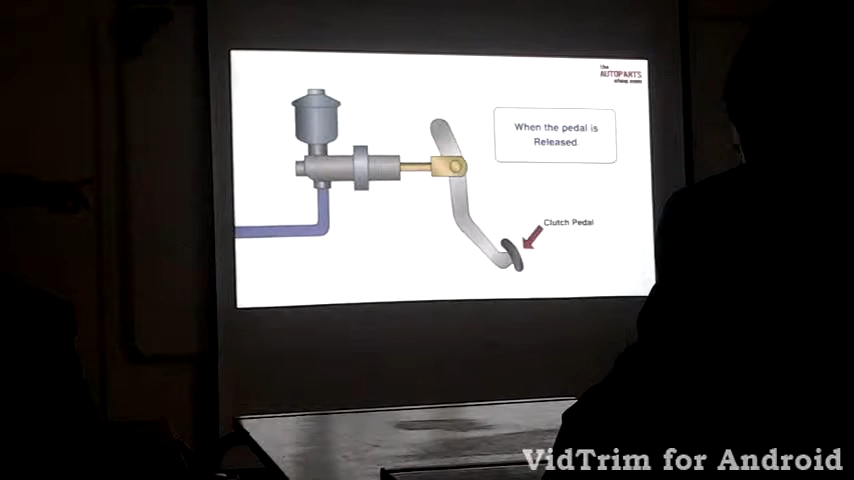 the
AUTOPARTS
shop.com
When the pedal is
Released
Clutch Pedal
VidTrim for Android